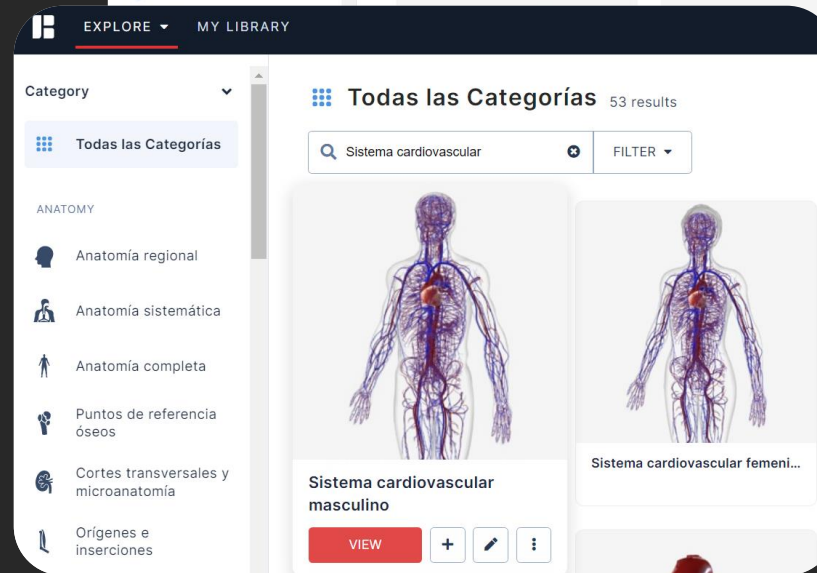 EXPLORE
MY LIBRARY
Category
Todas las Categorías
ANATOMY
Anatomía regional
Anatomía sistemática
Anatomía completa
Puntos de referencia
óseos
Cortes transversales y
microanatomía
Orígenes e
inserciones
Todas las Categorías 53 results
Sistema cardiovascular
FILTER
Sistema cardiovascular
masculino
VIEW
Sistema cardiovascular femeni...